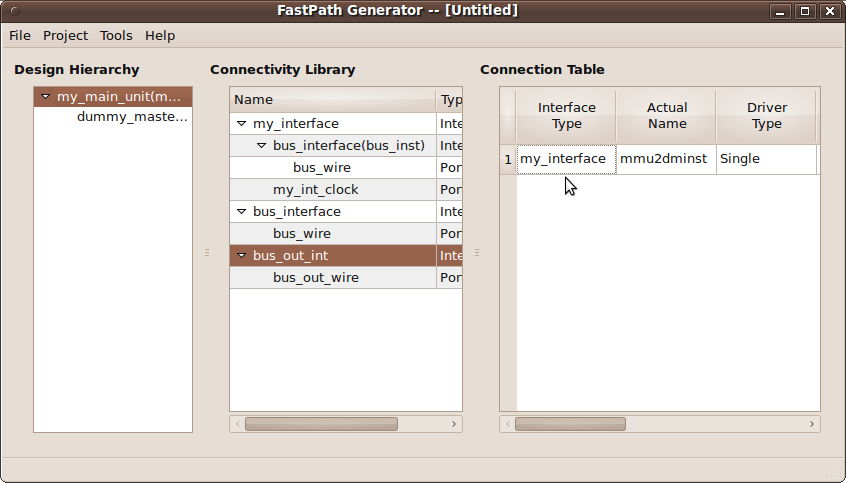 FastPath Generator -- [Untitled]
File Project Tools Help
Design Hierarchy
my_main_unit(m...
dummy_maste...
Connectivity Library
Name Typ
my_interface Inte
bus_interface(bus_inst) Inte
bus_wire Por
my_int_clock Por
bus_interface Inte
bus_wire Por
bus_out_int Inte
bus_out_wire Por
Connection Table
Interface Type Actual Name Driver Type
1 my_interface mmu2dminst Single